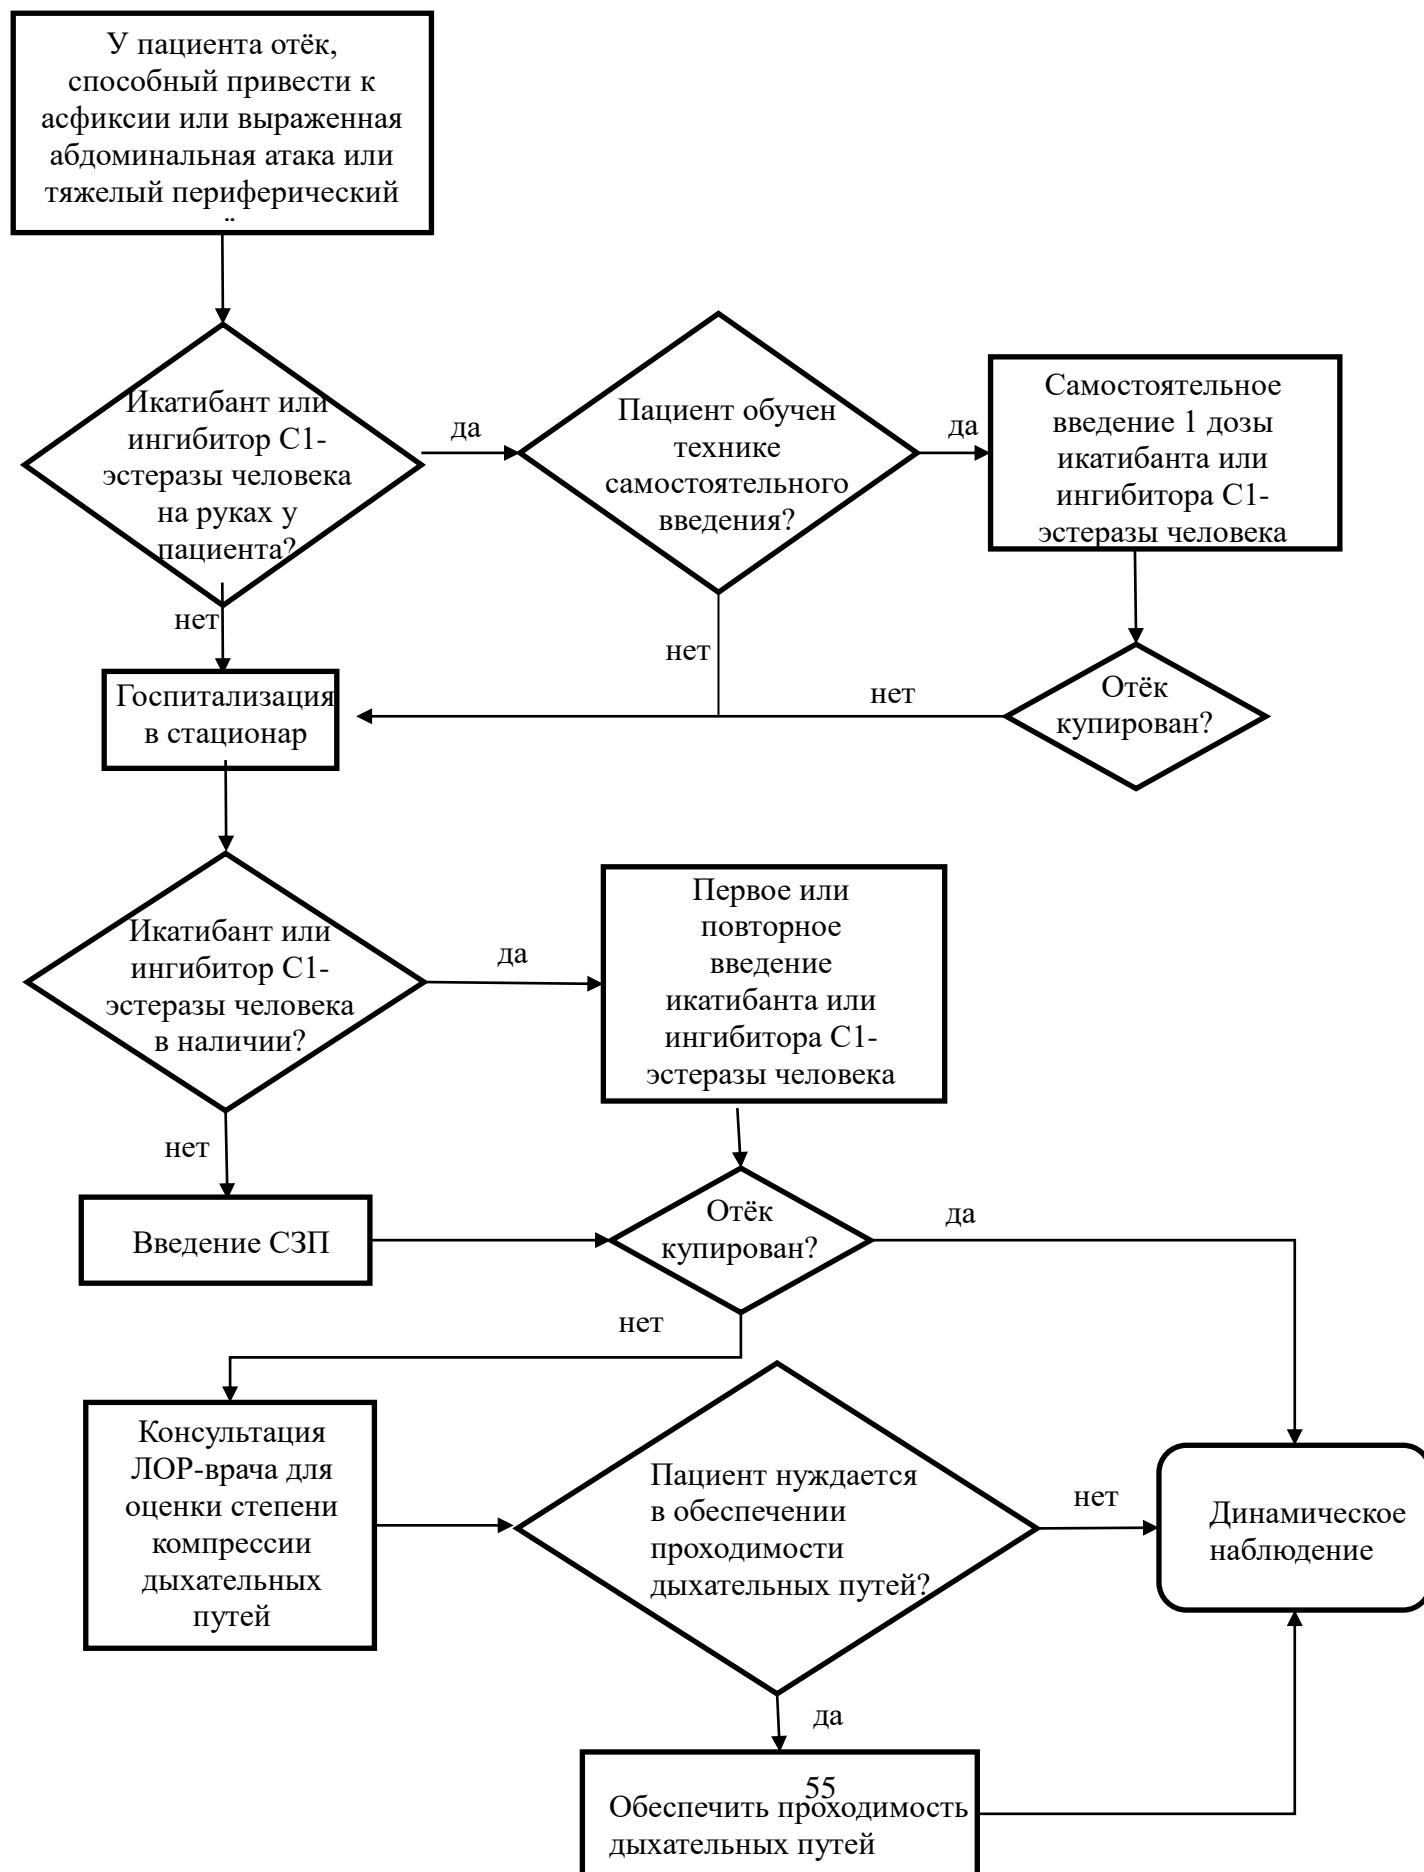 У пациента отёк,
способный привести к
асфиксии или выраженная
абдоминальная атака или
тяжелый периферический
Икатибант или
ингибитор С1-
эстеразы человека
на руках у
пациента?
да
Пациент обучен
технике
самостоятельного
введения?
да
Самостоятельное
введение 1 дозы
икатибанта или
ингибитора С1-
эстеразы человека
нет
нет
Отёк
купирован?
нет
Госпитализация
в стационар
Икатибант или
ингибитор С1-
эстеразы человека
в наличии?
да
Первое или
повторное
введение
икатибанта или
ингибитора С1-
эстеразы человека
нет
Введение СЗП
Отёк
купирован?
да
нет
Консультация
ЛОР-врача для
оценки степени
компрессии
дыхательных
путей
Пациент нуждается
в обеспечении
проходимости
дыхательных путей?
нет
Динамическое
наблюдение
да
55
Обеспечить проходимость
дыхательных путей